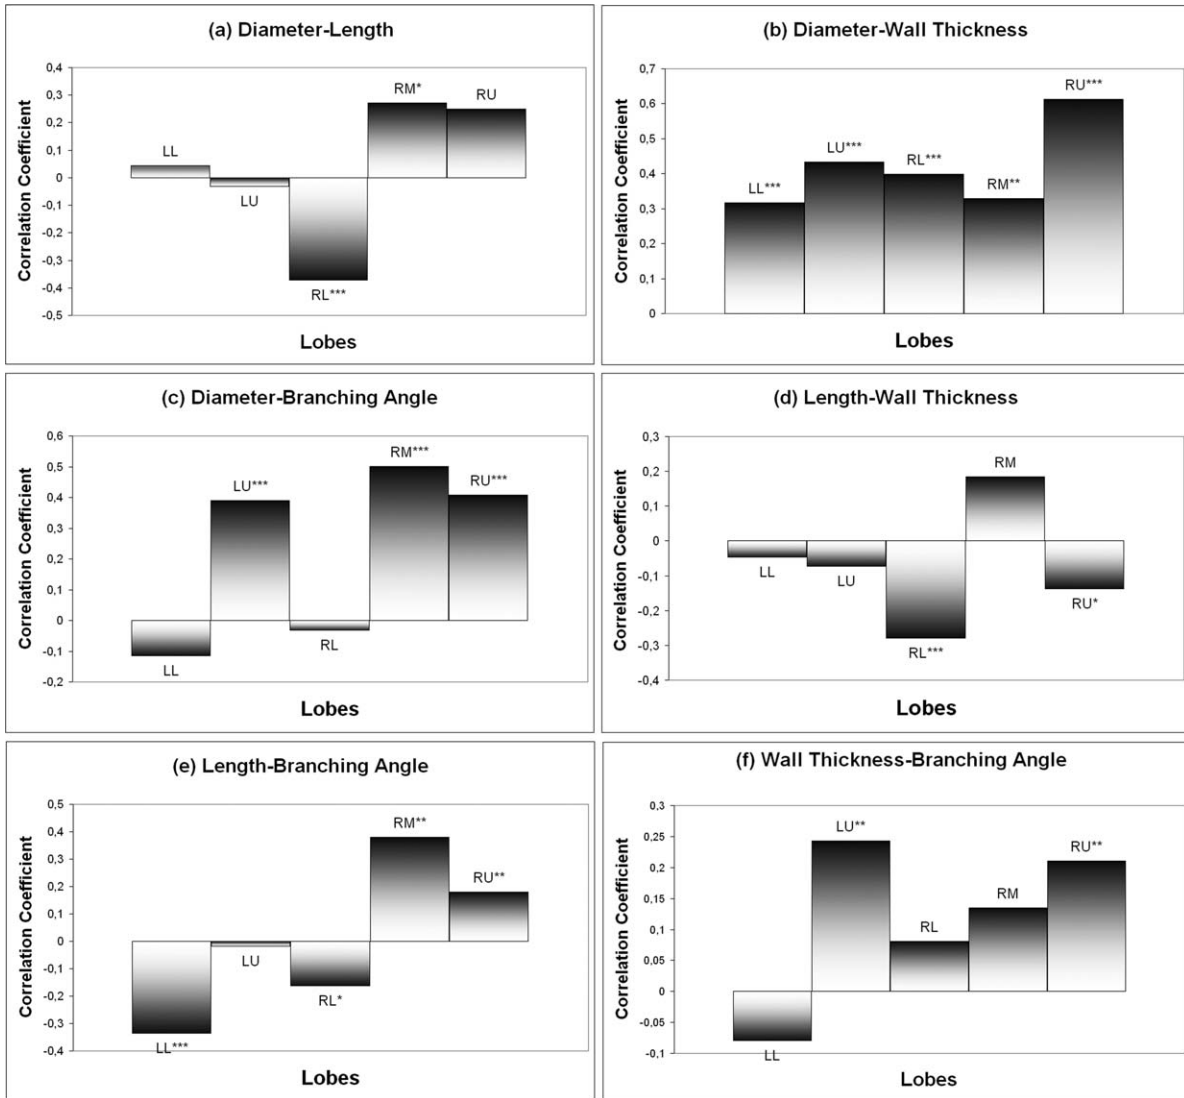 (a) Diameter-Length
Correlation Coefficient
0,4
0,3
0,2
0,1
0
-0,1
-0,2
-0,3
-0,4
-0,5
LL
LU
RL***
RM*
RU
Lobes
(b) Diameter-Wall Thickness
Correlation Coefficient
0,7
0,6
0,5
0,4
0,3
0,2
0,1
0
LL***
LU***
RL***
RM**
RU***
Lobes
(c) Diameter-Branching Angle
Correlation Coefficient
0,6
0,5
0,4
0,3
0,2
0,1
0
-0,1
-0,2
LL
LU***
RL
RM***
RU***
Lobes
(d) Length-Wall Thickness
Correlation Coefficient
0,3
0,2
0,1
0
-0,1
-0,2
-0,3
-0,4
LL
LU
RL***
RM
RU*
Lobes
(e) Length-Branching Angle
Correlation Coefficient
0,5
0,4
0,3
0,2
0,1
0
-0,1
-0,2
-0,3
-0,4
LL***
LU
RL*
RM**
RU**
Lobes
(f) Wall Thickness-Branching Angle
Correlation Coefficient
0,3
0,25
0,2
0,15
0,1
0,05
0
-0,05
-0,1
LL
LU**
RL
RM
RU**
Lobes